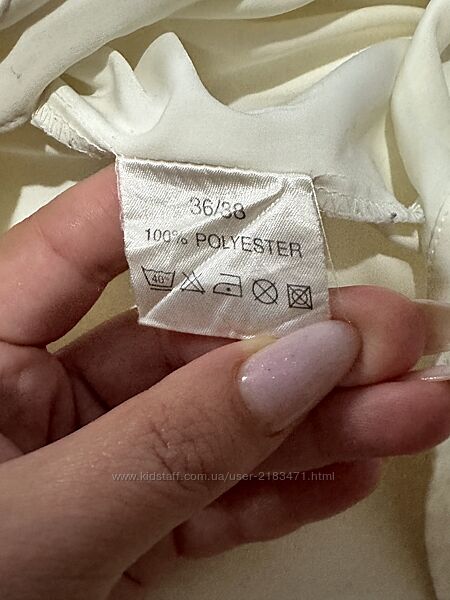 36/38
100% POLYESTER
40°
www.kidstaff.com.ua/user-2183471.html